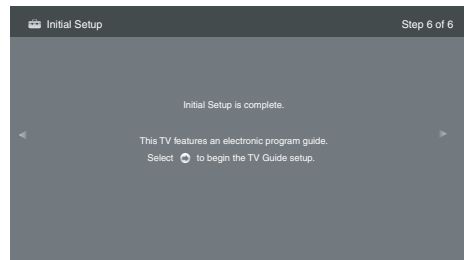 Initial Setup
Step 6 of 6
Initial Setup is complete.
This TV features an electronic program guide.
Select to begin the TV Guide setup.